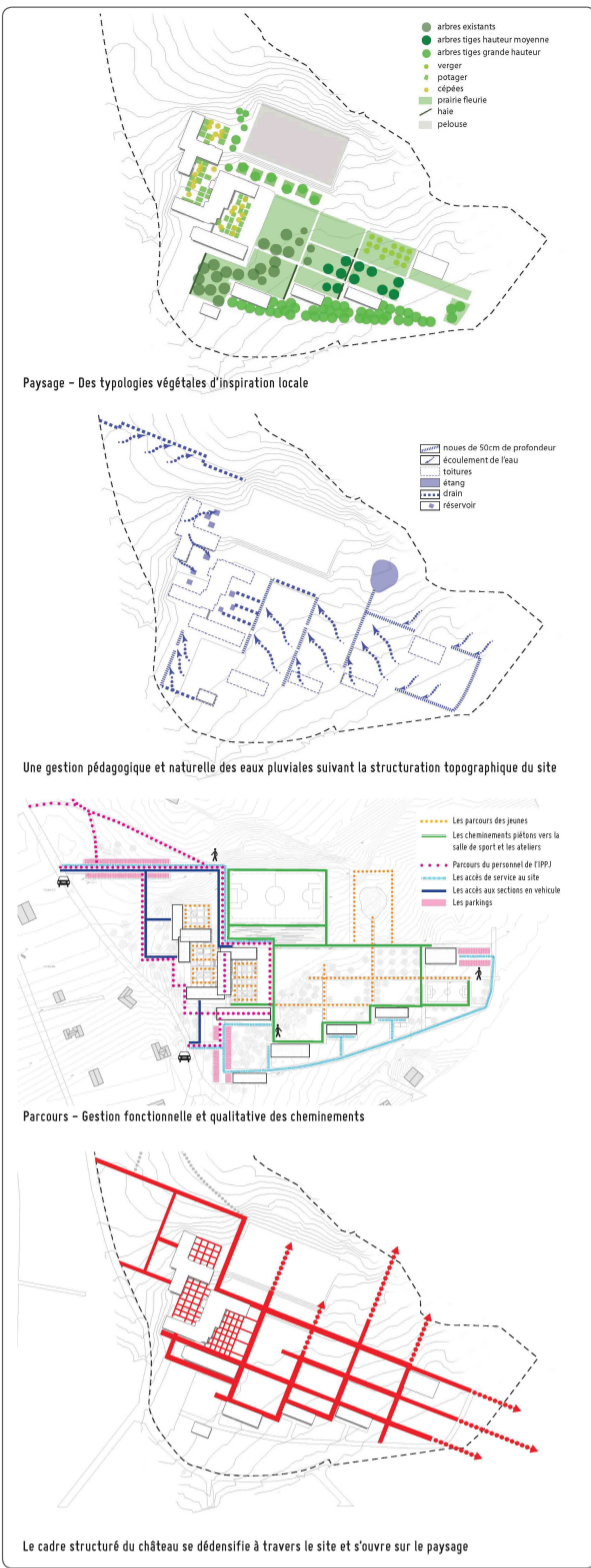 arbres existants
arbres tiges hauteur moyenne
arbres tiges grande hauteur
verger
potager
cépées
prairie fleurie
haie
pelouse
Paysage - Des typologies végétales d'inspiration locale
noues de 50cm de profondeur
écoulement de l'eau
toitures
étang
drain
réservoir
Une gestion pédagogique et naturelle des eaux pluviales suivant la structuration topographique du site
Les parcours des jeunes
Les cheminements piétons vers la
salle de sport et les ateliers
Parcours du personnel de l'IPPJ
Les accès de service au site
Les accès aux sections en véhicule
Les parkings
Parcours - Gestion fonctionnelle et qualitative des cheminements
Le cadre structuré du château se dédensifie à travers le site et s'ouvre sur le paysage